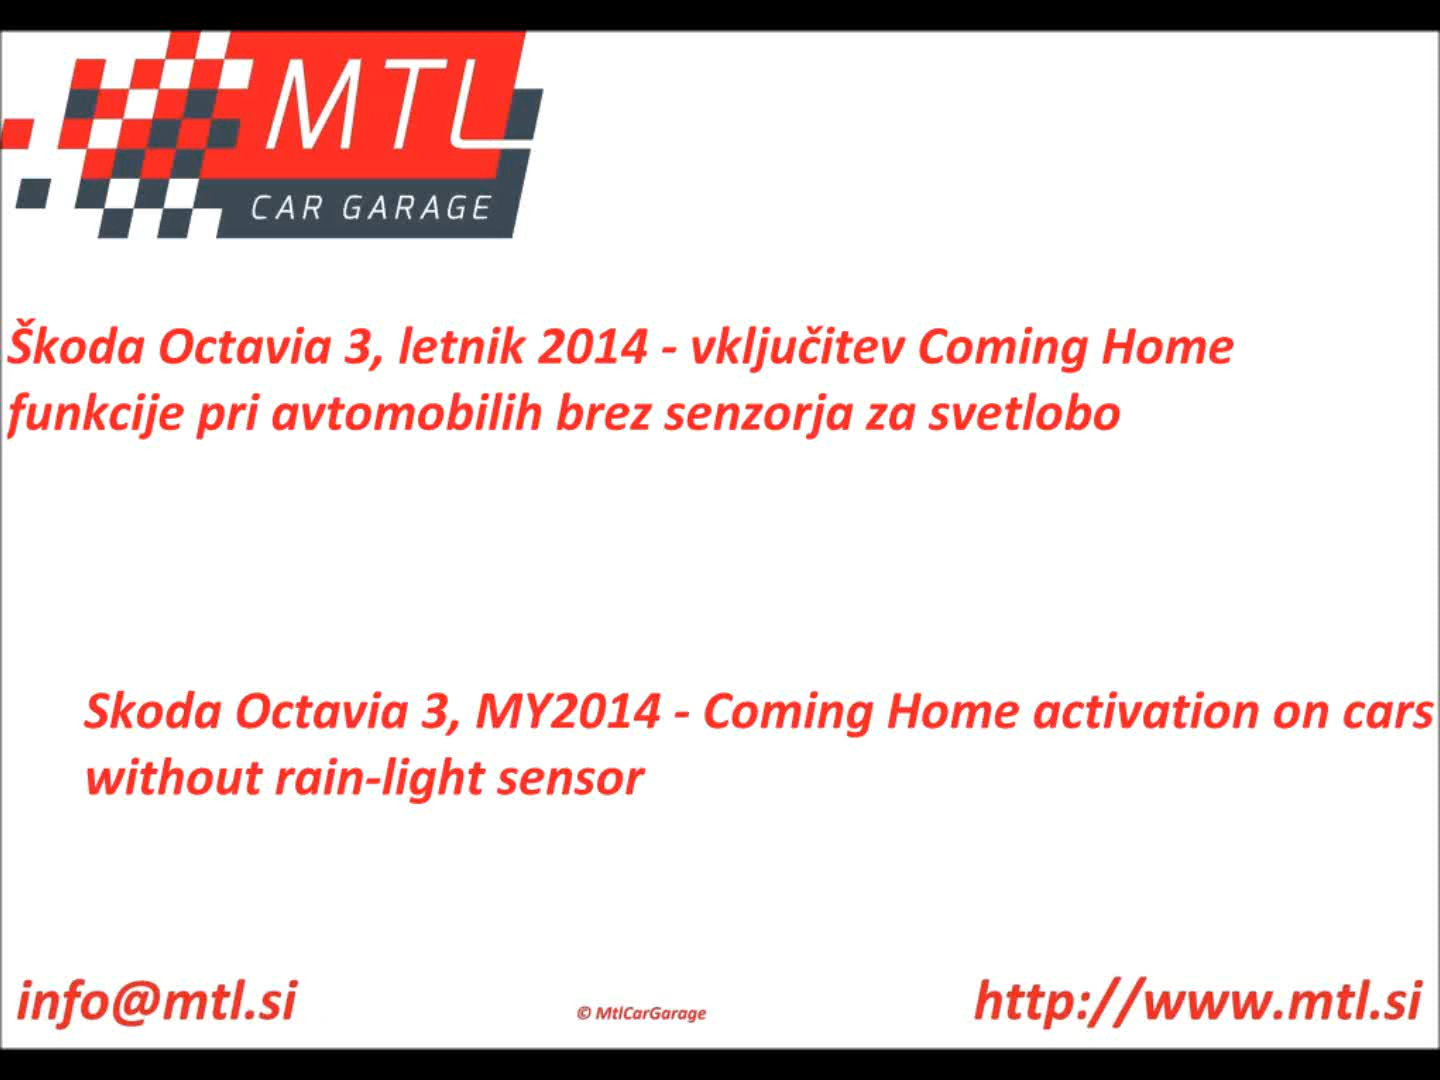 MTL
CAR GARAGE
Škoda Octavia 3, letnik 2014 - vključitev Coming Home
funkcije pri avtomobilih brez senzorja za svetlobo
Skoda Octavia 3, MY2014 - Coming Home activation on cars
without rain-light sensor
info@mtl.si
© MtlCarGarage
http://www.mtl.si